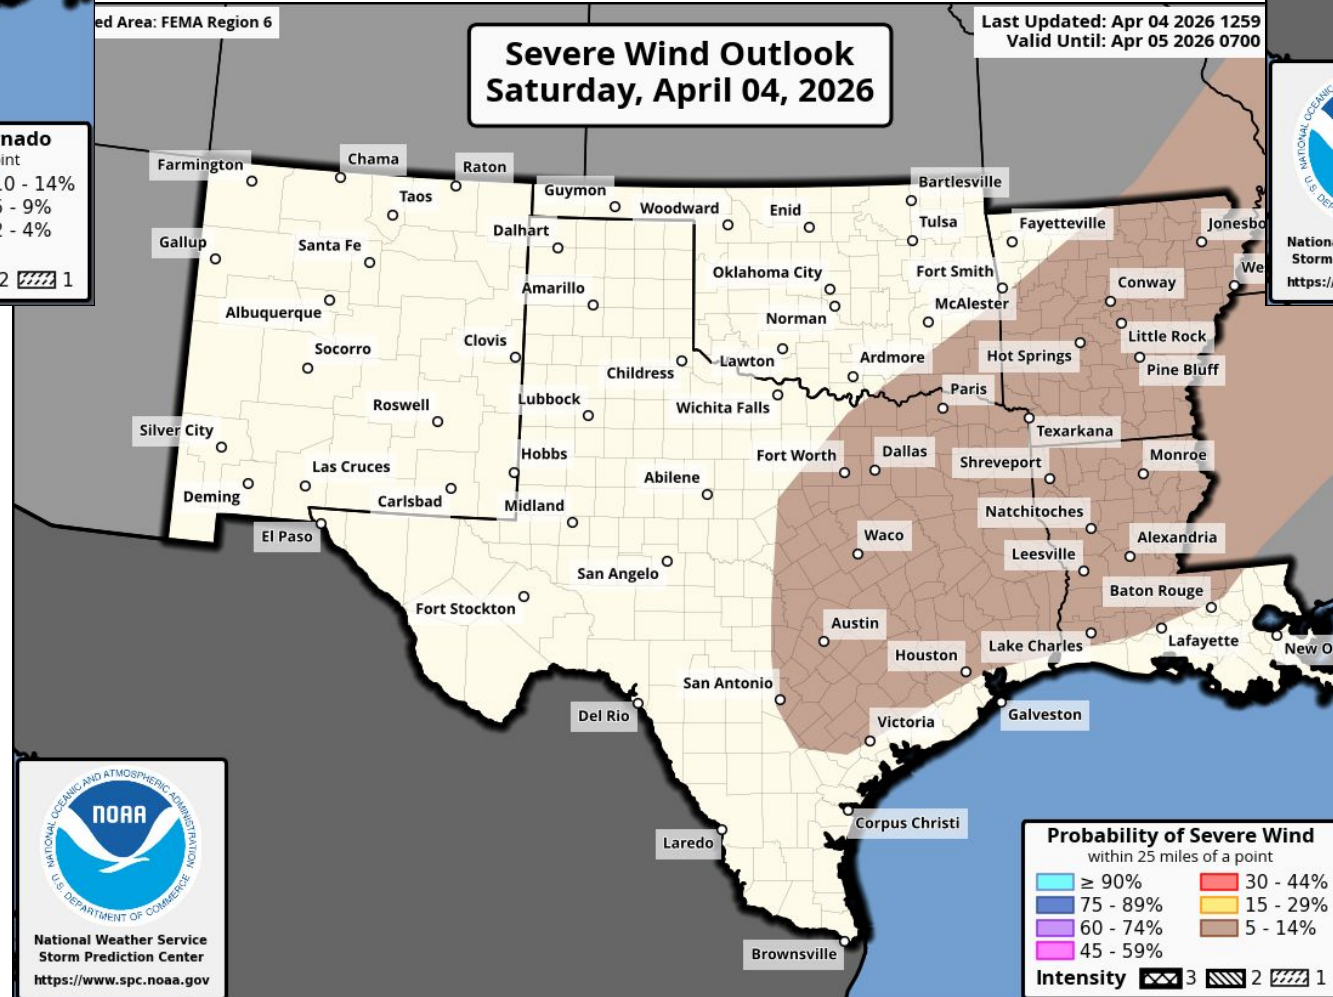 ed Area: FEMA Region 6
Severe Wind Outlook
Saturday, April 04, 2026
Last Updated: Apr 04 2026 1259
Valid Until: Apr 05 2026 0700
nado
int
10 - 14%
5 - 9%
2 - 4%
2 1
Farmington
Chama
Raton
Taos
Guymon
Woodward
Enid
Bartlesville
Tulsa
Fayetteville
Jonesbo
Gallup
Santa Fe
Dalhart
Oklahoma City
Fort Smith
We
Amarillo
Conway
Albuquerque
Norman
McAlester
Socorro
Clovis
Lawton
Ardmore
Hot Springs
Little Rock
Pine Bluff
Childress
Paris
Roswell
Lubbock
Wichita Falls
Silver City
Texarkana
Las Cruces
Hobbs
Fort Worth
Dallas
Shreveport
Monroe
Deming
Carlsbad
Midland
Abilene
Natchitoches
El Paso
Waco
Alexandria
Leesville
San Angelo
Fort Stockton
Baton Rouge
Austin
Houston
Lake Charles
Lafayette
New O
San Antonio
Del Rio
Victoria
Galveston
Corpus Christi
Laredo
Brownsville
NATIONAL OCEANIC AND ATMOSPHERIC ADMINISTRATION
NOAA
U.S. DEPARTMENT OF COMMERCE
National Weather Service
Storm Prediction Center
https://www.spc.noaa.gov
Probability of Severe Wind
within 25 miles of a point
≥ 90%
75 - 89%
60 - 74%
45 - 59%
30 - 44%
15 - 29%
5 - 14%
Intensity 3 2 1
NATIONAL OCEANIC
U.S. D
Nationa
Storm
https:/